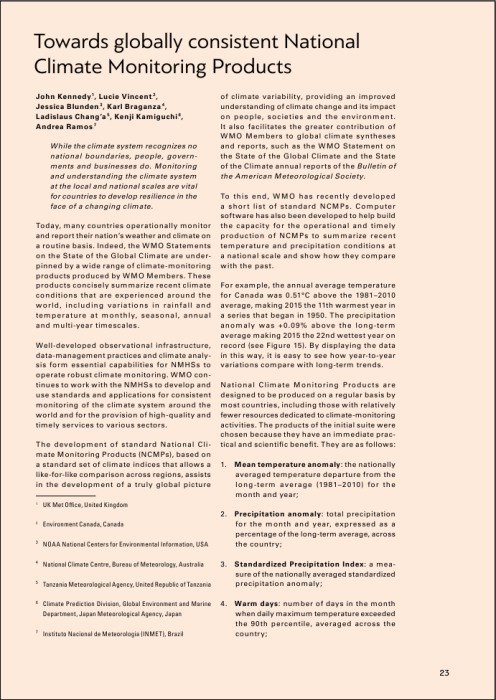 Towards globally consistent National
Climate Monitoring Products
John Kennedy¹, Lucie Vincent²,
Jessica Blunden³, Karl Braganza⁴,
Ladislaus Chang'a⁵, Kenji Kamiguchi⁶,
Andrea Ramos⁷
While the climate system recognizes no
national boundaries, people, govern-
ments and businesses do. Monitoring
and understanding the climate system
at the local and national scales are vital
for countries to develop resilience in the
face of a changing climate.
Today, many countries operationally monitor
and report their nation's weather and climate on
a routine basis. Indeed, the WMO Statements
on the State of the Global Climate are under-
pinned by a wide range of climate-monitoring
products produced by WMO Members. These
products concisely summarize recent climate
conditions that are experienced around the
world, including variations in rainfall and
temperature at monthly, seasonal, annual
and multi-year timescales.
Well-developed observational infrastructure,
data-management practices and climate analy-
sis form essential capabilities for NMHSs to
operate robust climate monitoring. WMO con-
tinues to work with the NMHSs to develop and
use standards and applications for consistent
monitoring of the climate system around the
world and for the provision of high-quality and
timely services to various sectors.
The development of standard National Cli-
mate Monitoring Products (NCMPs), based on
a standard set of climate indices that allows a
like-for-like comparison across regions, assists
in the development of a truly global picture
¹ UK Met Office, United Kingdom
² Environment Canada, Canada
³ NOAA National Centers for Environmental Information, USA
⁴ National Climate Centre, Bureau of Meteorology, Australia
⁵ Tanzania Meteorological Agency, United Republic of Tanzania
⁶ Climate Prediction Division, Global Environment and Marine
Department, Japan Meteorological Agency, Japan
⁷ Instituto Nacional de Meteorologia (INMET), Brazil
of climate variability, providing an improved
understanding of climate change and its impact
on people, societies and the environment.
It also facilitates the greater contribution of
WMO Members to global climate syntheses
and reports, such as the WMO Statement on
the State of the Global Climate and the State
of the Climate annual reports of the Bulletin of
the American Meteorological Society.
To this end, WMO has recently developed
a short list of standard NCMPs. Computer
software has also been developed to help build
the capacity for the operational and timely
production of NCMPs to summarize recent
temperature and precipitation conditions at
a national scale and show how they compare
with the past.
For example, the annual average temperature
for Canada was 0.51°C above the 1981–2010
average, making 2015 the 11th warmest year in
a series that began in 1950. The precipitation
anomaly was +0.09% above the long-term
average making 2015 the 22nd wettest year on
record (see Figure 15). By displaying the data
in this way, it is easy to see how year-to-year
variations compare with long-term trends.
National Climate Monitoring Products are
designed to be produced on a regular basis by
most countries, including those with relatively
fewer resources dedicated to climate-monitoring
activities. The products of the initial suite were
chosen because they have an immediate prac-
tical and scientific benefit. They are as follows:
1. Mean temperature anomaly: the nationally
averaged temperature departure from the
long-term average (1981–2010) for the
month and year;
2. Precipitation anomaly: total precipitation
for the month and year, expressed as a
percentage of the long-term average, across
the country;
3. Standardized Precipitation Index: a mea-
sure of the nationally averaged standardized
precipitation anomaly;
4. Warm days: number of days in the month
when daily maximum temperature exceeded
the 90th percentile, averaged across the
country;
23